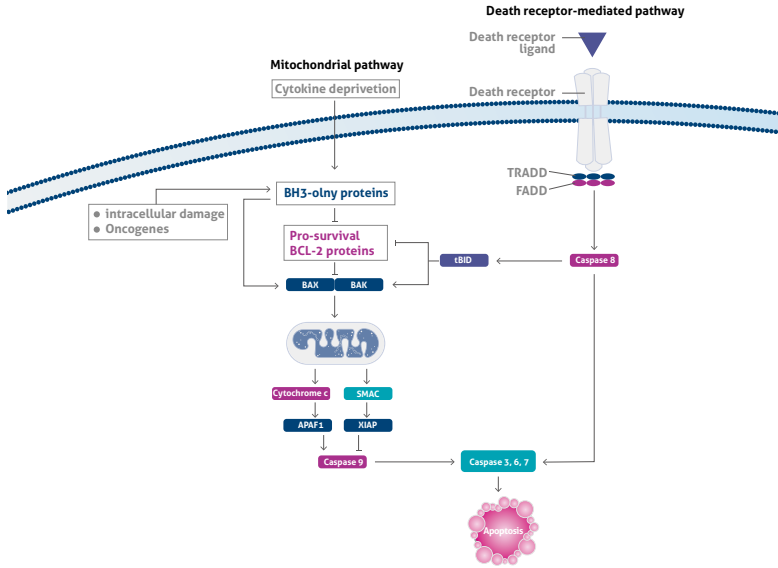 Death receptor-mediated pathway
Death receptor
ligand
Mitochondrial pathway
Cytokine deprivetion
Death receptor
TRADD
FADD
BH3-olny proteins
● intracellular damage
● Oncogenes
Pro-survival
BCL-2 proteins
tBID
Caspase 8
BAX
BAK
Cytochrome c
SMAC
APAF1
XIAP
Caspase 9
Caspase 3, 6, 7
Apoptosis